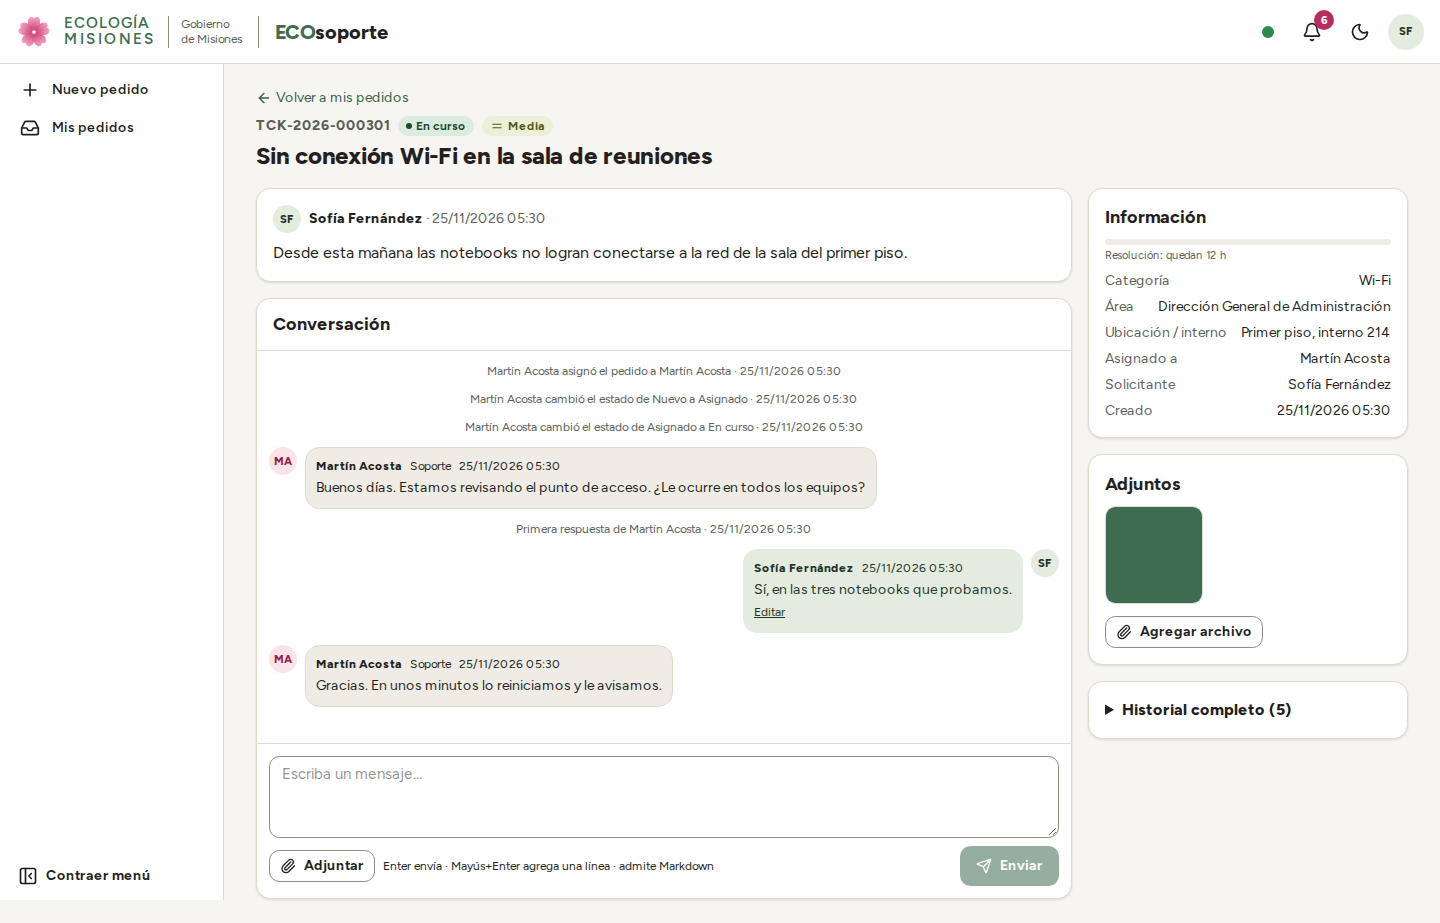 ECOLOGÍA
MISIONES
Gobierno
de Misiones
ECOsoporte
6
SF
Nuevo pedido
Mis pedidos
Contraer menú
Volver a mis pedidos
TCK-2026-000301
En curso
Media
Sin conexión Wi-Fi en la sala de reuniones
SF
Sofía Fernández · 25/11/2026 05:30
Desde esta mañana las notebooks no logran conectarse a la red de la sala del primer piso.
Conversación
Martín Acosta asignó el pedido a Martín Acosta · 25/11/2026 05:30
Martín Acosta cambió el estado de Nuevo a Asignado · 25/11/2026 05:30
Martín Acosta cambió el estado de Asignado a En curso · 25/11/2026 05:30
MA
Martín Acosta Soporte 25/11/2026 05:30
Buenos días. Estamos revisando el punto de acceso. ¿Le ocurre en todos los equipos?
Primera respuesta de Martín Acosta · 25/11/2026 05:30
Sofía Fernández 25/11/2026 05:30
SF
Sí, en las tres notebooks que probamos.
Editar
MA
Martín Acosta Soporte 25/11/2026 05:30
Gracias. En unos minutos lo reiniciamos y le avisamos.
Escriba un mensaje...
Adjuntar
Enter envía · Mayús+Enter agrega una línea · admite Markdown
Enviar
Información
Resolución: quedan 12 h
Categoría Wi-Fi
Área Dirección General de Administración
Ubicación / interno Primer piso, interno 214
Asignado a Martín Acosta
Solicitante Sofía Fernández
Creado 25/11/2026 05:30
Adjuntos
Agregar archivo
Historial completo (5)